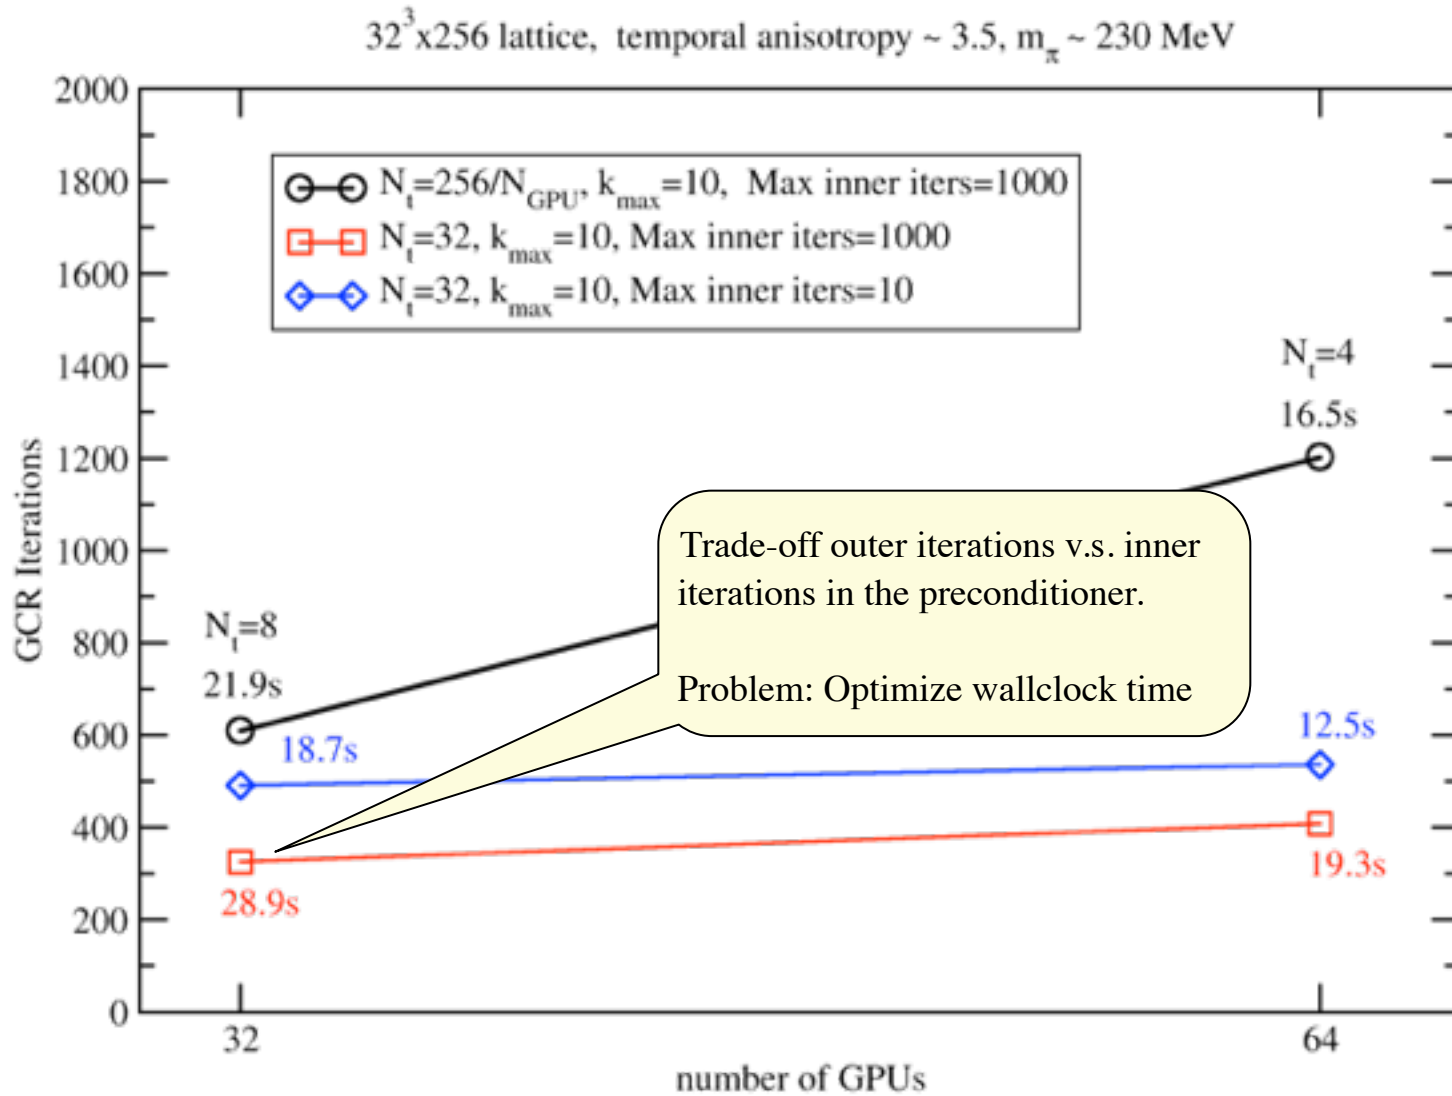 32³x256 lattice, temporal anisotropy ~ 3.5, mπ ~ 230 MeV
2000
1800
1600
1400
1200
1000
800
600
400
200
0
GCR Iterations
Nt=256/NGPU, kmax=10, Max inner iters=1000
Nt=32, kmax=10, Max inner iters=1000
Nt=32, kmax=10, Max inner iters=10
Nt=4
16.5s
Trade-off outer iterations v.s. inner
iterations in the preconditioner.
Problem: Optimize wallclock time
Nt=8
21.9s
18.7s
12.5s
28.9s
19.3s
32
64
number of GPUs